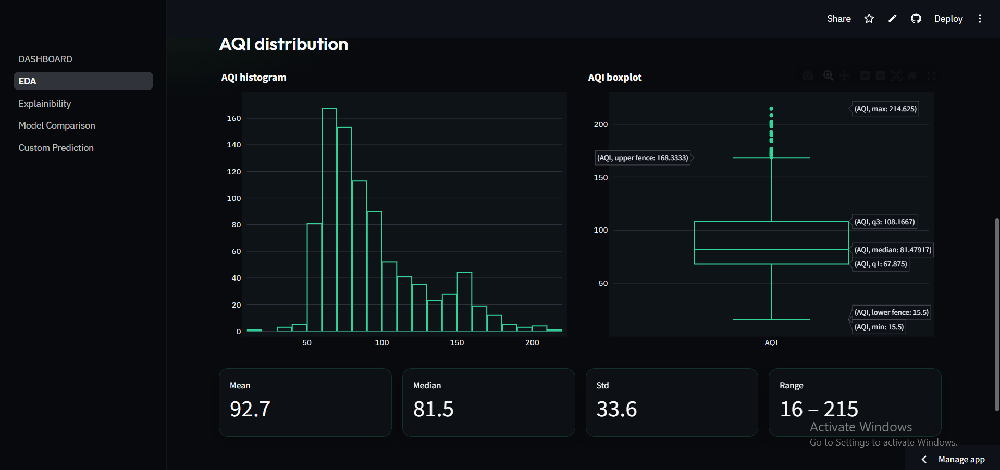 Share
Deploy
DASHBOARD
EDA
Explainibility
Model Comparison
Custom Prediction
AQI distribution
AQI histogram
160
140
120
100
80
60
40
20
0
50
100
150
200
AQI boxplot
200
150
100
50
AQI
(AQI, max: 214.625)
(AQI, upper fence: 168.3333)
(AQI, q3: 108.1667)
(AQI, median: 81.47917)
(AQI, q1: 67.875)
(AQI, lower fence: 15.5)
(AQI, min: 15.5)
Mean
92.7
Median
81.5
Std
33.6
Range
16 – 215
Activate Windows
Go to Settings to activate Windows.
Manage app